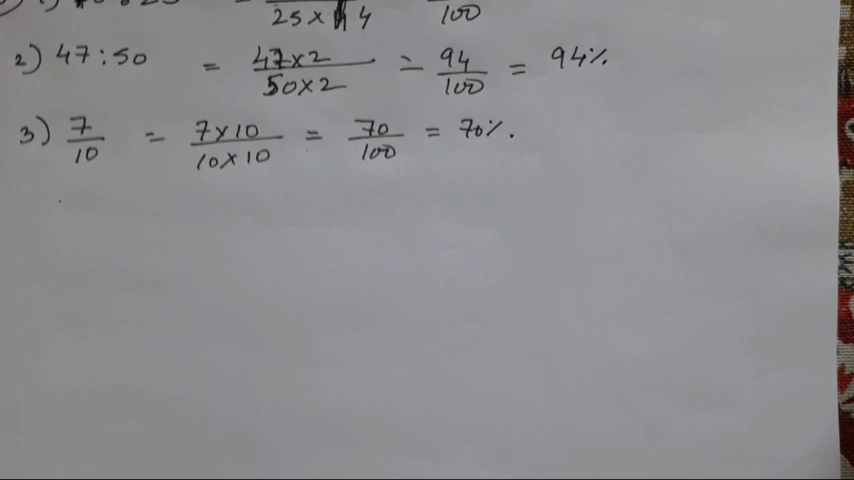 25 x 4 100
2) 47 : 50 = 47 x 2 / 50 x 2 = 94 / 100 = 94%
3) 7 / 10 = 7 x 10 / 10 x 10 = 70 / 100 = 70%.